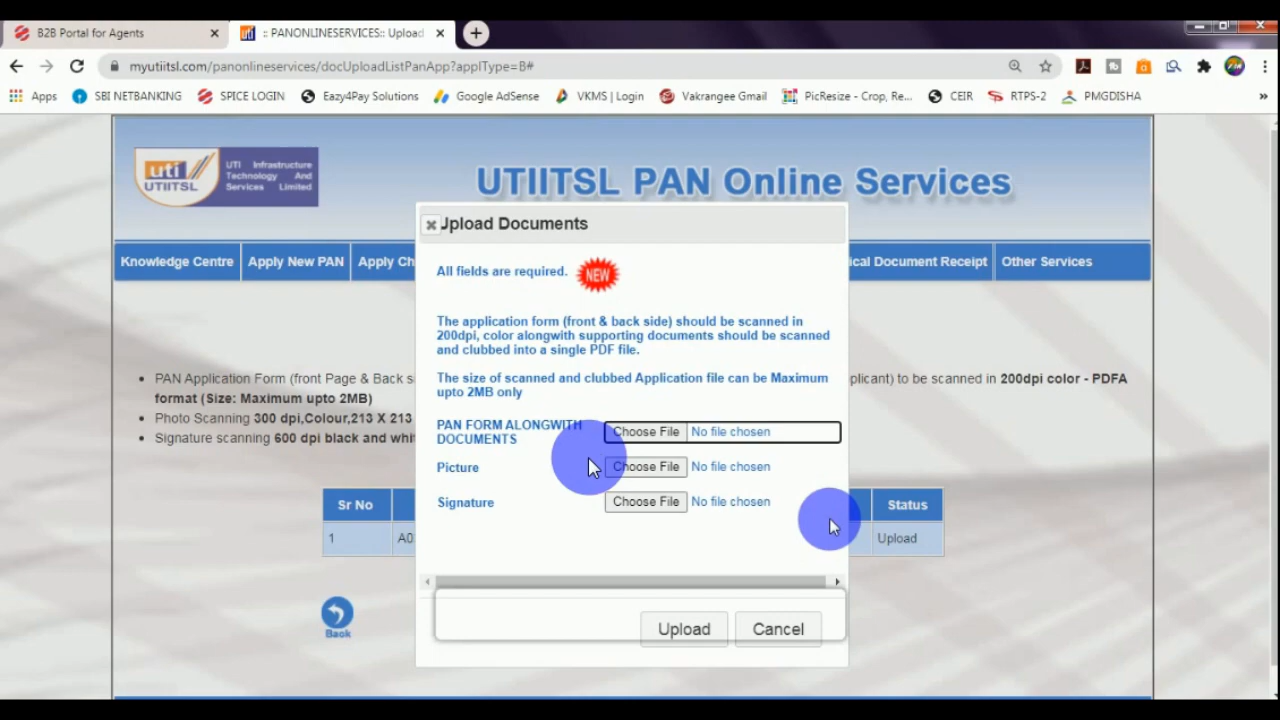 B2B Portal for Agents
:: PANONLINESERVICES:: Upload
myutiitsl.com/panonlineservices/docUploadListPanApp?applType=B#
Apps SBI NETBANKING SPICE LOGIN Eazy4Pay Solutions Google AdSense VKMS | Login Vakrangee Gmail PicResize - Crop, Re... CEIR RTPS-2 PMGDISHA »
uti
UTIITSL
UTI Infrastructure
Technology And
Services Limited
UTIITSL PAN Online Services
Knowledge Centre Apply New PAN Apply Ch ical Document Receipt Other Services
Upload Documents
All fields are required. NEW
The application form (front & back side) should be scanned in
200dpi, color alongwith supporting documents should be scanned
and clubbed into a single PDF file.
The size of scanned and clubbed Application file can be Maximum
upto 2MB only
PAN FORM ALONGWITH
DOCUMENTS
Choose File No file chosen
Picture Choose File No file chosen
Signature Choose File No file chosen
Upload Cancel
• PAN Application Form (front Page & Back s plicant) to be scanned in 200dpi color - PDFA
format (Size: Maximum upto 2MB)
• Photo Scanning 300 dpi,Colour,213 X 213
• Signature scanning 600 dpi black and whi
Sr No Status
1 A0 Upload
Back